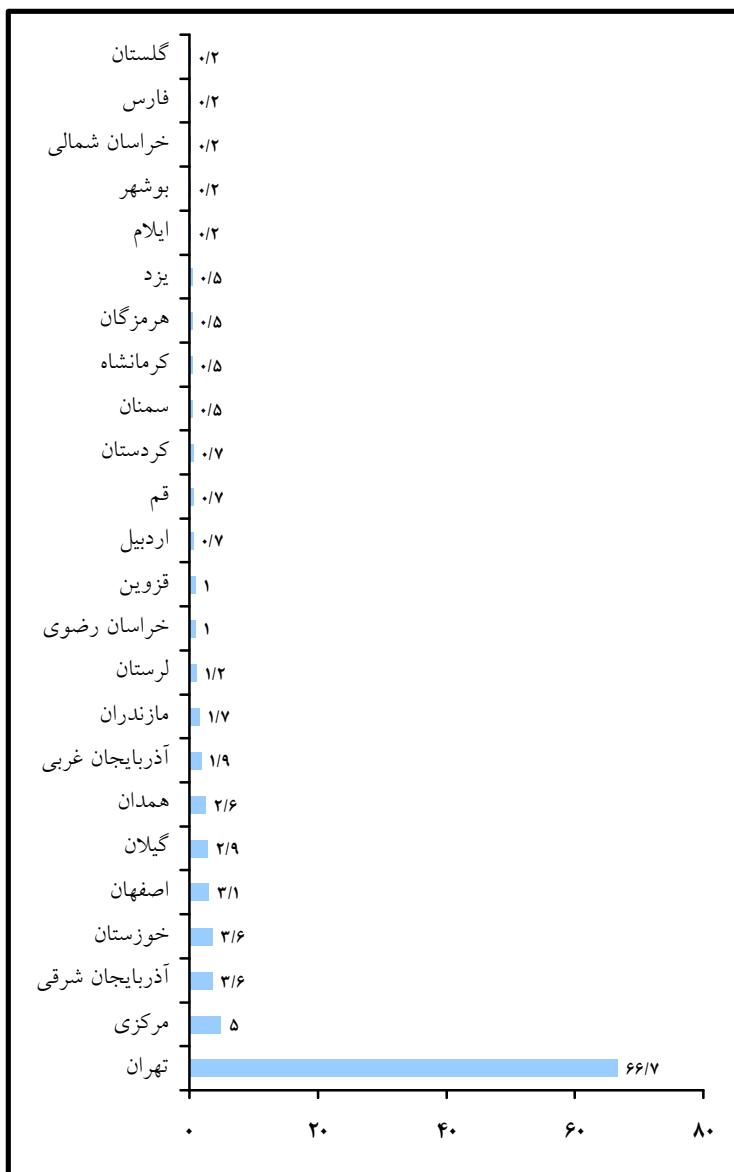 گلستان ۰/۲
فارس ۰/۲
خراسان شمالی ۰/۲
بوشهر ۰/۲
ایلام ۰/۲
یزد ۰/۵
هرمزگان ۰/۵
کرمانشاه ۰/۵
سمنان ۰/۵
کردستان ۰/۷
قم ۰/۷
اردبیل ۰/۷
قزوین ۱
خراسان رضوی ۱
لرستان ۱/۲
مازندران ۱/۷
آذربایجان غربی ۱/۹
همدان ۲/۶
گیلان ۲/۹
اصفهان ۳/۱
خوزستان ۳/۶
آذربایجان شرقی ۳/۶
مرکزی ۵
تهران ۶۶/۷
۰ ۲۰ ۴۰ ۶۰ ۸۰